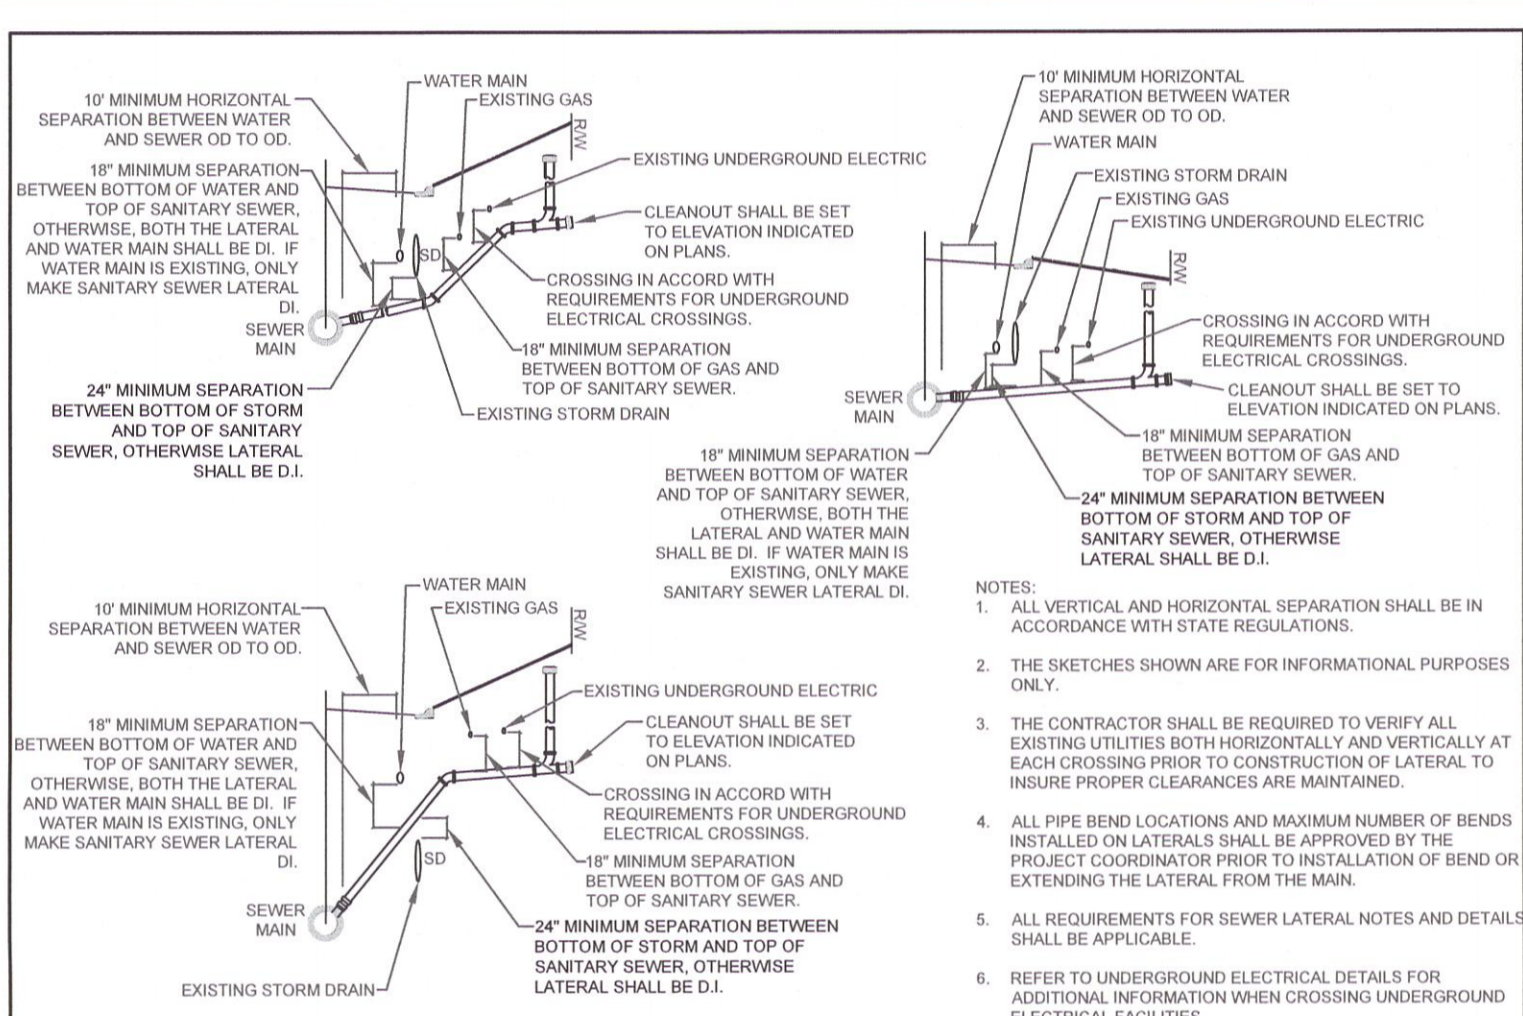 WATER MAIN
EXISTING GAS
10' MINIMUM HORIZONTAL
SEPARATION BETWEEN WATER
AND SEWER OD TO OD.
R/W
18" MINIMUM SEPARATION
BETWEEN BOTTOM OF WATER AND
TOP OF SANITARY SEWER,
OTHERWISE, BOTH THE LATERAL
AND WATER MAIN SHALL BE DI. IF
WATER MAIN IS EXISTING, ONLY
MAKE SANITARY SEWER LATERAL
DI.
EXISTING UNDERGROUND ELECTRIC
CLEANOUT SHALL BE SET
TO ELEVATION INDICATED
ON PLANS.
SD
CROSSING IN ACCORD WITH
REQUIREMENTS FOR UNDERGROUND
ELECTRICAL CROSSINGS.
SEWER
MAIN
18" MINIMUM SEPARATION
BETWEEN BOTTOM OF GAS AND
TOP OF SANITARY SEWER.
24" MINIMUM SEPARATION
BETWEEN BOTTOM OF STORM
AND TOP OF SANITARY
SEWER, OTHERWISE LATERAL
SHALL BE D.I.
EXISTING STORM DRAIN
10' MINIMUM HORIZONTAL
SEPARATION BETWEEN WATER
AND SEWER OD TO OD.
WATER MAIN
EXISTING STORM DRAIN
EXISTING GAS
EXISTING UNDERGROUND ELECTRIC
R/W
CROSSING IN ACCORD WITH
REQUIREMENTS FOR UNDERGROUND
ELECTRICAL CROSSINGS.
SEWER
MAIN
CLEANOUT SHALL BE SET TO
ELEVATION INDICATED ON PLANS.
18" MINIMUM SEPARATION
BETWEEN BOTTOM OF GAS AND
TOP OF SANITARY SEWER.
18" MINIMUM SEPARATION
BETWEEN BOTTOM OF WATER
AND TOP OF SANITARY SEWER,
OTHERWISE, BOTH THE
LATERAL AND WATER MAIN
SHALL BE DI. IF WATER MAIN IS
EXISTING, ONLY MAKE
SANITARY SEWER LATERAL DI.
24" MINIMUM SEPARATION BETWEEN
BOTTOM OF STORM AND TOP OF
SANITARY SEWER, OTHERWISE
LATERAL SHALL BE D.I.
WATER MAIN
EXISTING GAS
10' MINIMUM HORIZONTAL
SEPARATION BETWEEN WATER
AND SEWER OD TO OD.
R/W
EXISTING UNDERGROUND ELECTRIC
18" MINIMUM SEPARATION
BETWEEN BOTTOM OF WATER AND
TOP OF SANITARY SEWER,
OTHERWISE, BOTH THE LATERAL
AND WATER MAIN SHALL BE DI. IF
WATER MAIN IS EXISTING, ONLY
MAKE SANITARY SEWER LATERAL
DI.
CLEANOUT SHALL BE SET
TO ELEVATION INDICATED
ON PLANS.
CROSSING IN ACCORD WITH
REQUIREMENTS FOR UNDERGROUND
ELECTRICAL CROSSINGS.
SD
18" MINIMUM SEPARATION
BETWEEN BOTTOM OF GAS AND
TOP OF SANITARY SEWER.
SEWER
MAIN
24" MINIMUM SEPARATION BETWEEN
BOTTOM OF STORM AND TOP OF
SANITARY SEWER, OTHERWISE
LATERAL SHALL BE D.I.
EXISTING STORM DRAIN
NOTES:
1. ALL VERTICAL AND HORIZONTAL SEPARATION SHALL BE IN
ACCORDANCE WITH STATE REGULATIONS.
2. THE SKETCHES SHOWN ARE FOR INFORMATIONAL PURPOSES
ONLY.
3. THE CONTRACTOR SHALL BE REQUIRED TO VERIFY ALL
EXISTING UTILITIES BOTH HORIZONTALLY AND VERTICALLY AT
EACH CROSSING PRIOR TO CONSTRUCTION OF LATERAL TO
INSURE PROPER CLEARANCES ARE MAINTAINED.
4. ALL PIPE BEND LOCATIONS AND MAXIMUM NUMBER OF BENDS
INSTALLED ON LATERALS SHALL BE APPROVED BY THE
PROJECT COORDINATOR PRIOR TO INSTALLATION OF BEND OR
EXTENDING THE LATERAL FROM THE MAIN.
5. ALL REQUIREMENTS FOR SEWER LATERAL NOTES AND DETAILS
SHALL BE APPLICABLE.
6. REFER TO UNDERGROUND ELECTRICAL DETAILS FOR
ADDITIONAL INFORMATION WHEN CROSSING UNDERGROUND
ELECTRICAL FACILITIES